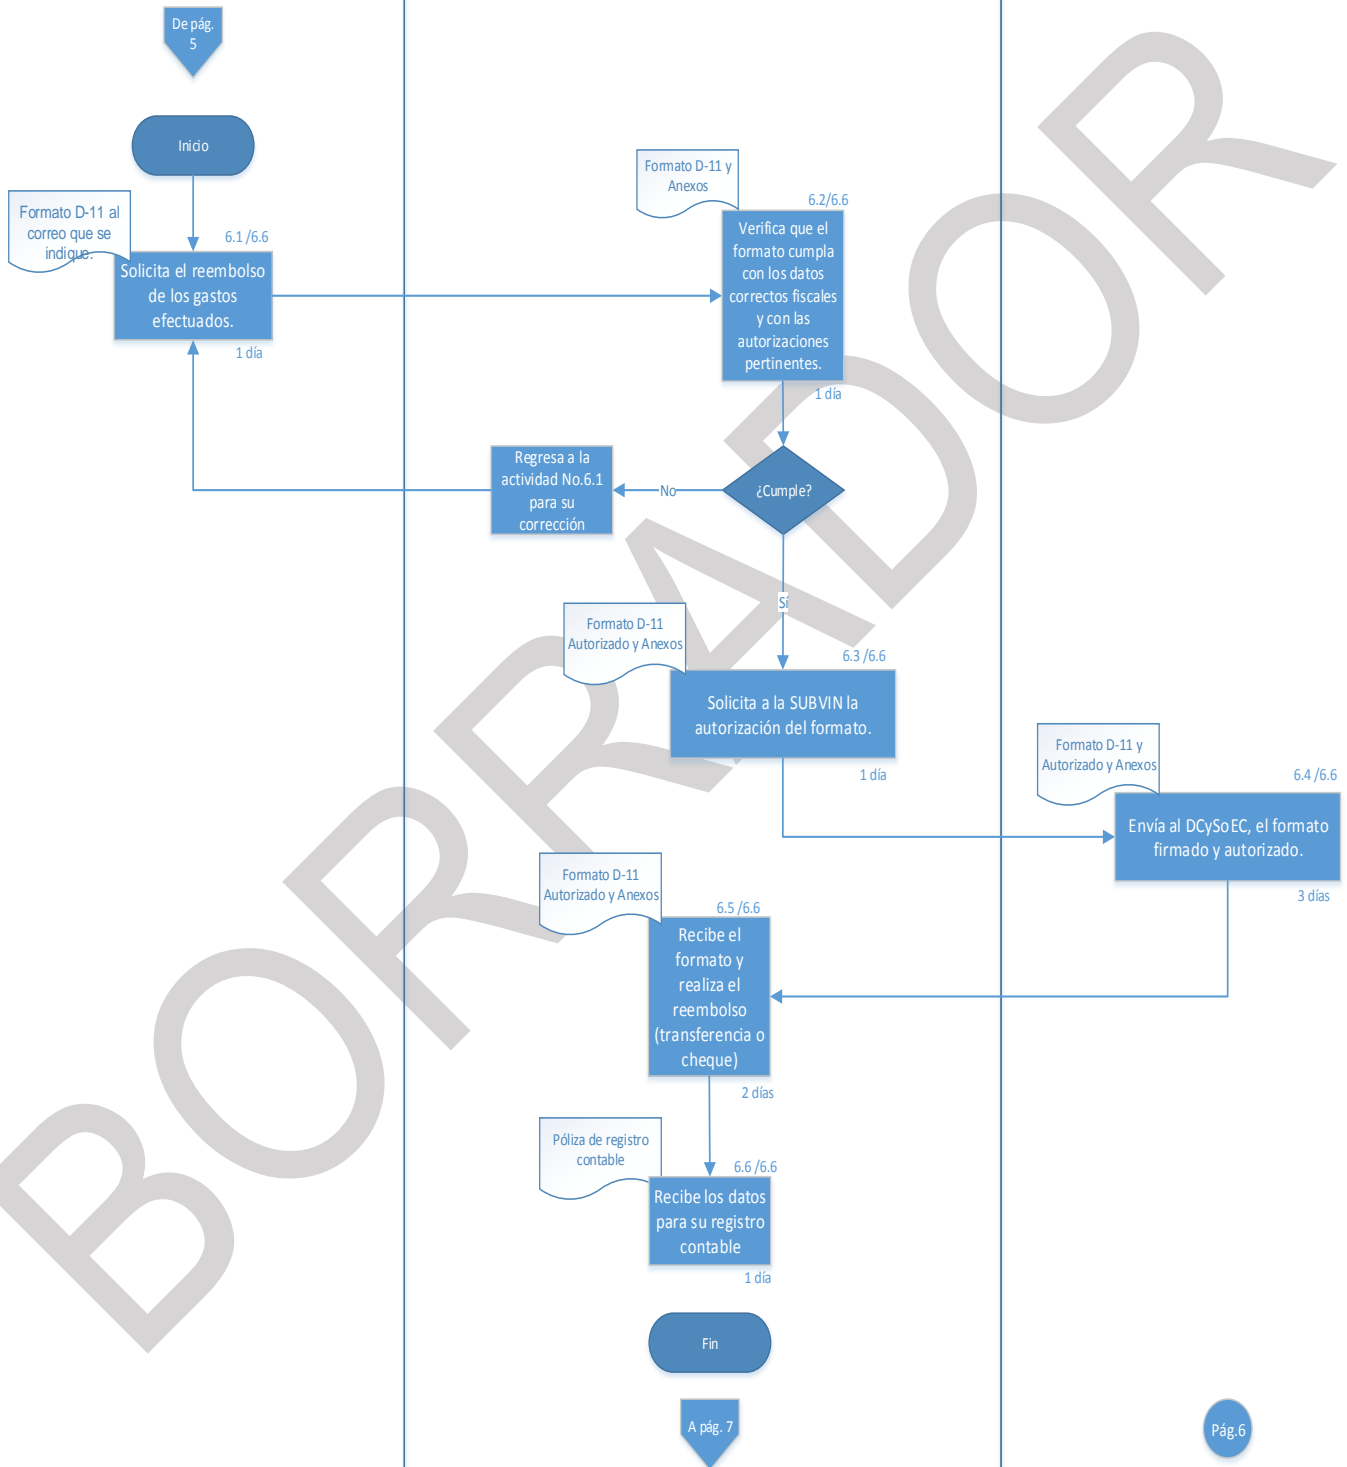 De pág.
5
Inicio
Formato D-11 al
correo que se
indique.
6.1 /6.6
Solicita el reembolso
de los gastos
efectuados.
1 día
Formato D-11 y
Anexos
6.2/6.6
Verifica que el
formato cumpla
con los datos
correctos fiscales
y con las
autorizaciones
pertinentes.
1 día
¿Cumple?
No
Regresa a la
actividad No.6.1
para su
corrección
Sí
Formato D-11
Autorizado y Anexos
6.3 /6.6
Solicita a la SUBVIN la
autorización del formato.
1 día
Formato D-11 y
Autorizado y Anexos
6.4 /6.6
Envía al DCySoEC, el formato
firmado y autorizado.
3 días
Formato D-11
Autorizado y Anexos
6.5 /6.6
Recibe el
formato y
realiza el
reembolso
(transferencia o
cheque)
2 días
Póliza de registro
contable
6.6 /6.6
Recibe los datos
para su registro
contable
1 día
Fin
A pág. 7
Pág.6
BORRADOR